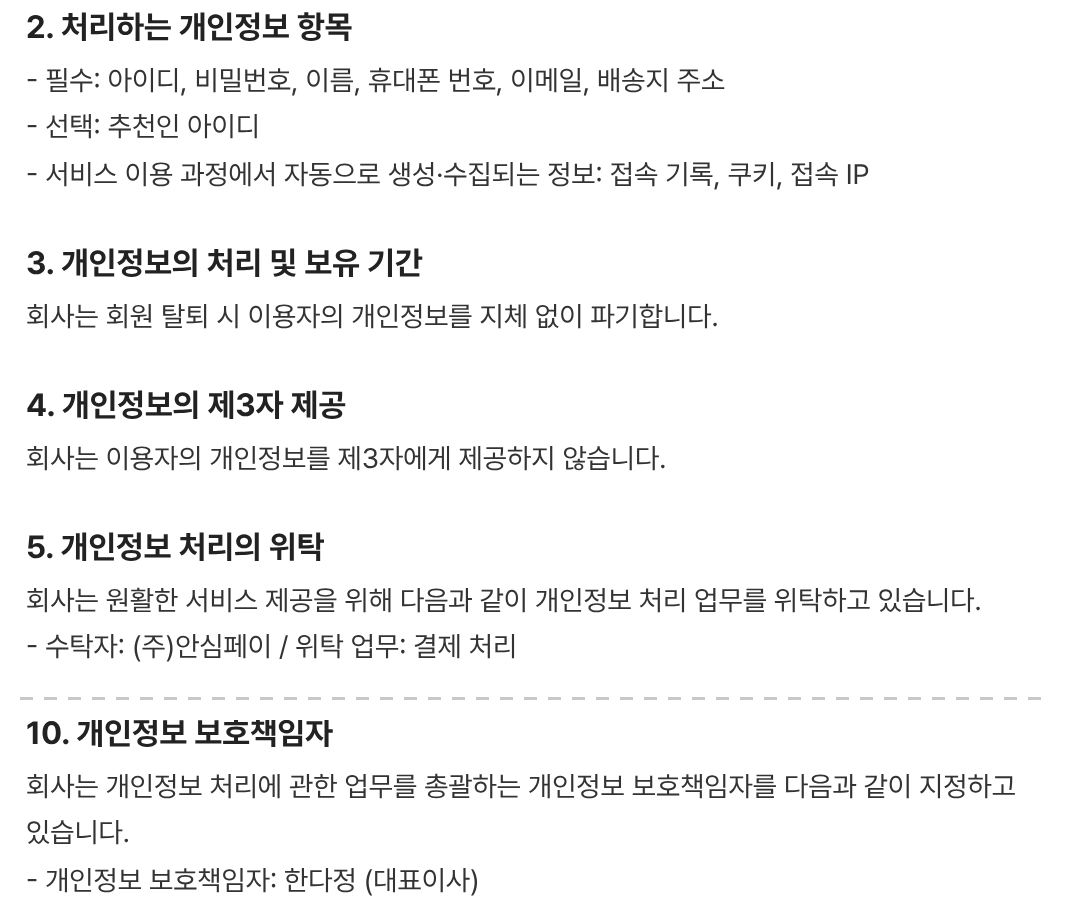 2. 처리하는 개인정보 항목
- 필수: 아이디, 비밀번호, 이름, 휴대폰 번호, 이메일, 배송지 주소
- 선택: 추천인 아이디
- 서비스 이용 과정에서 자동으로 생성·수집되는 정보: 접속 기록, 쿠키, 접속 IP
3. 개인정보의 처리 및 보유 기간
회사는 회원 탈퇴 시 이용자의 개인정보를 지체 없이 파기합니다.
4. 개인정보의 제3자 제공
회사는 이용자의 개인정보를 제3자에게 제공하지 않습니다.
5. 개인정보 처리의 위탁
회사는 원활한 서비스 제공을 위해 다음과 같이 개인정보 처리 업무를 위탁하고 있습니다.
- 수탁자: (주)안심페이 / 위탁 업무: 결제 처리
10. 개인정보 보호책임자
회사는 개인정보 처리에 관한 업무를 총괄하는 개인정보 보호책임자를 다음과 같이 지정하고
있습니다.
- 개인정보 보호책임자: 한다정 (대표이사)